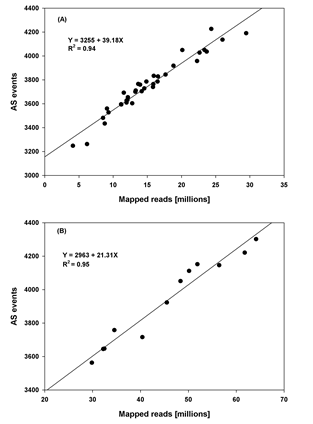 (A)
4400
4200
4000
3800
3600
3400
3200
3000
AS events
Y = 3255 + 39.18X
R² = 0.94
0 5 10 15 20 25 30 35
Mapped reads [millions]
(B)
4400
4200
4000
3800
3600
3400
AS events
Y = 2963 + 21.31X
R² = 0.95
20 30 40 50 60 70
Mapped reads [millions]